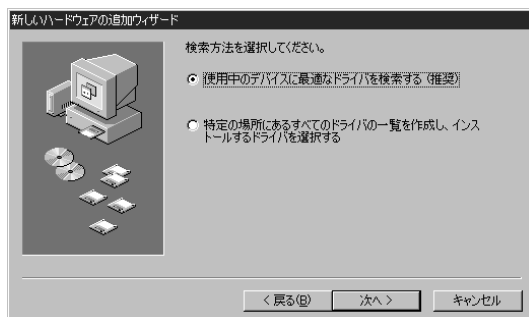 新しいハードウェアの追加ウィザード
検索方法を選択してください。
使用中のデバイスに最適なドライバを検索する (推奨)
特定の場所にあるすべてのドライバの一覧を作成し、インス
トールするドライバを選択する
< 戻る(B)
次へ >
キャンセル